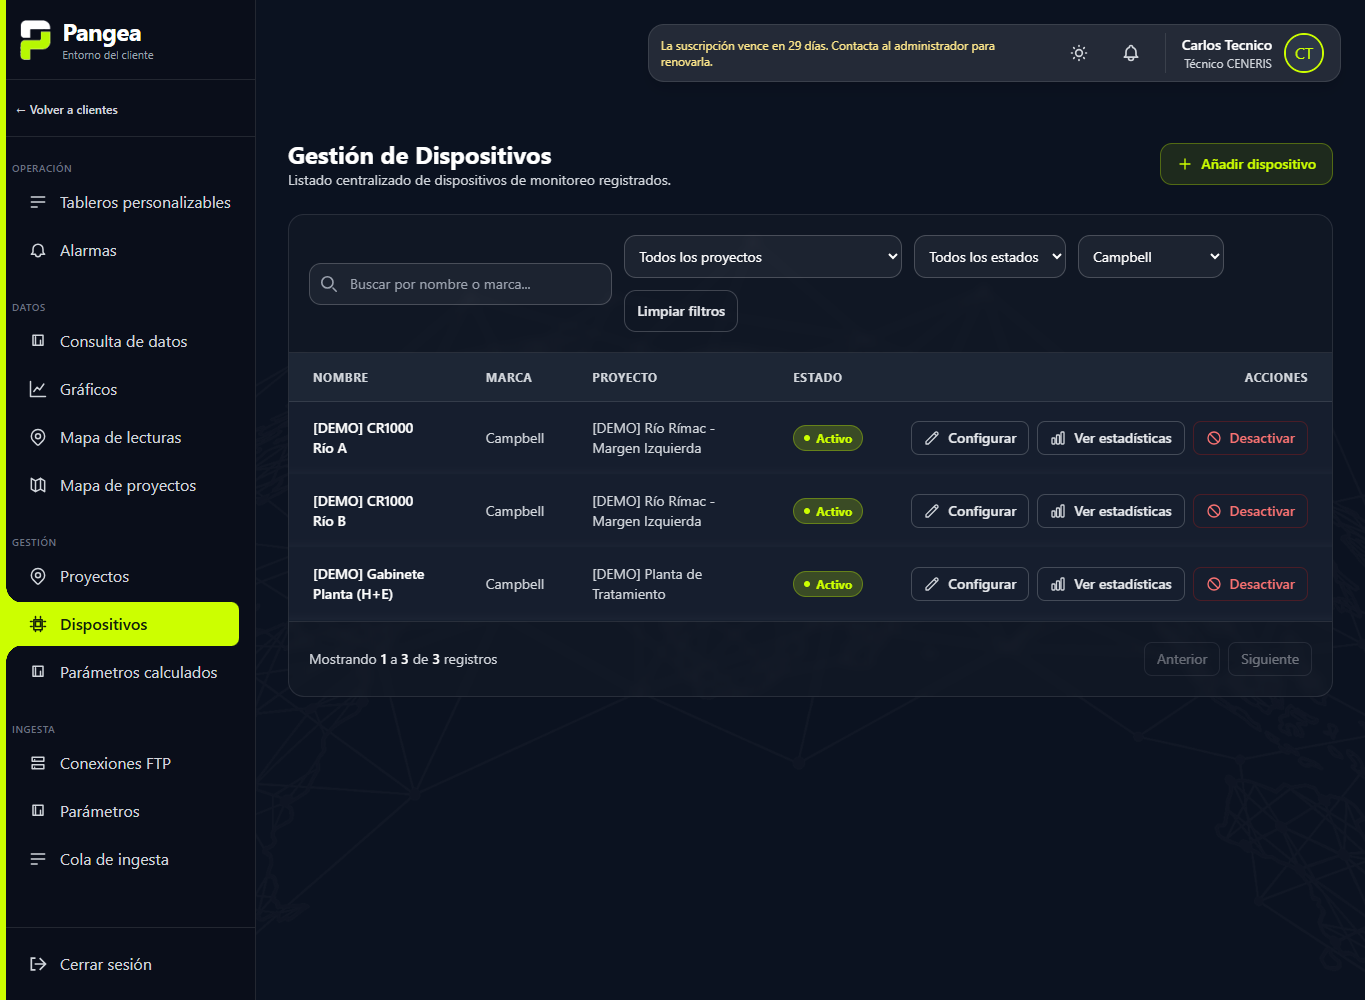 Pangea
Entorno del cliente
← Volver a clientes
OPERACIÓN
Tableros personalizables
Alarmas
DATOS
Consulta de datos
Gráficos
Mapa de lecturas
Mapa de proyectos
GESTIÓN
Proyectos
Dispositivos
Parámetros calculados
INGESTA
Conexiones FTP
Parámetros
Cola de ingesta
Cerrar sesión
La suscripción vence en 29 días. Contacta al administrador para
renovarla.
Carlos Tecnico
Técnico CENERIS
CT
Gestión de Dispositivos
Listado centralizado de dispositivos de monitoreo registrados.
+ Añadir dispositivo
Buscar por nombre o marca...
Todos los proyectos
Todos los estados
Campbell
Limpiar filtros
NOMBRE MARCA PROYECTO ESTADO ACCIONES
[DEMO] CR1000
Río A
Campbell
[DEMO] Río Rímac -
Margen Izquierda
Activo
Configurar
Ver estadísticas
Desactivar
[DEMO] CR1000
Río B
Campbell
[DEMO] Río Rímac -
Margen Izquierda
Activo
Configurar
Ver estadísticas
Desactivar
[DEMO] Gabinete
Planta (H+E)
Campbell
[DEMO] Planta de
Tratamiento
Activo
Configurar
Ver estadísticas
Desactivar
Mostrando 1 a 3 de 3 registros
Anterior
Siguiente